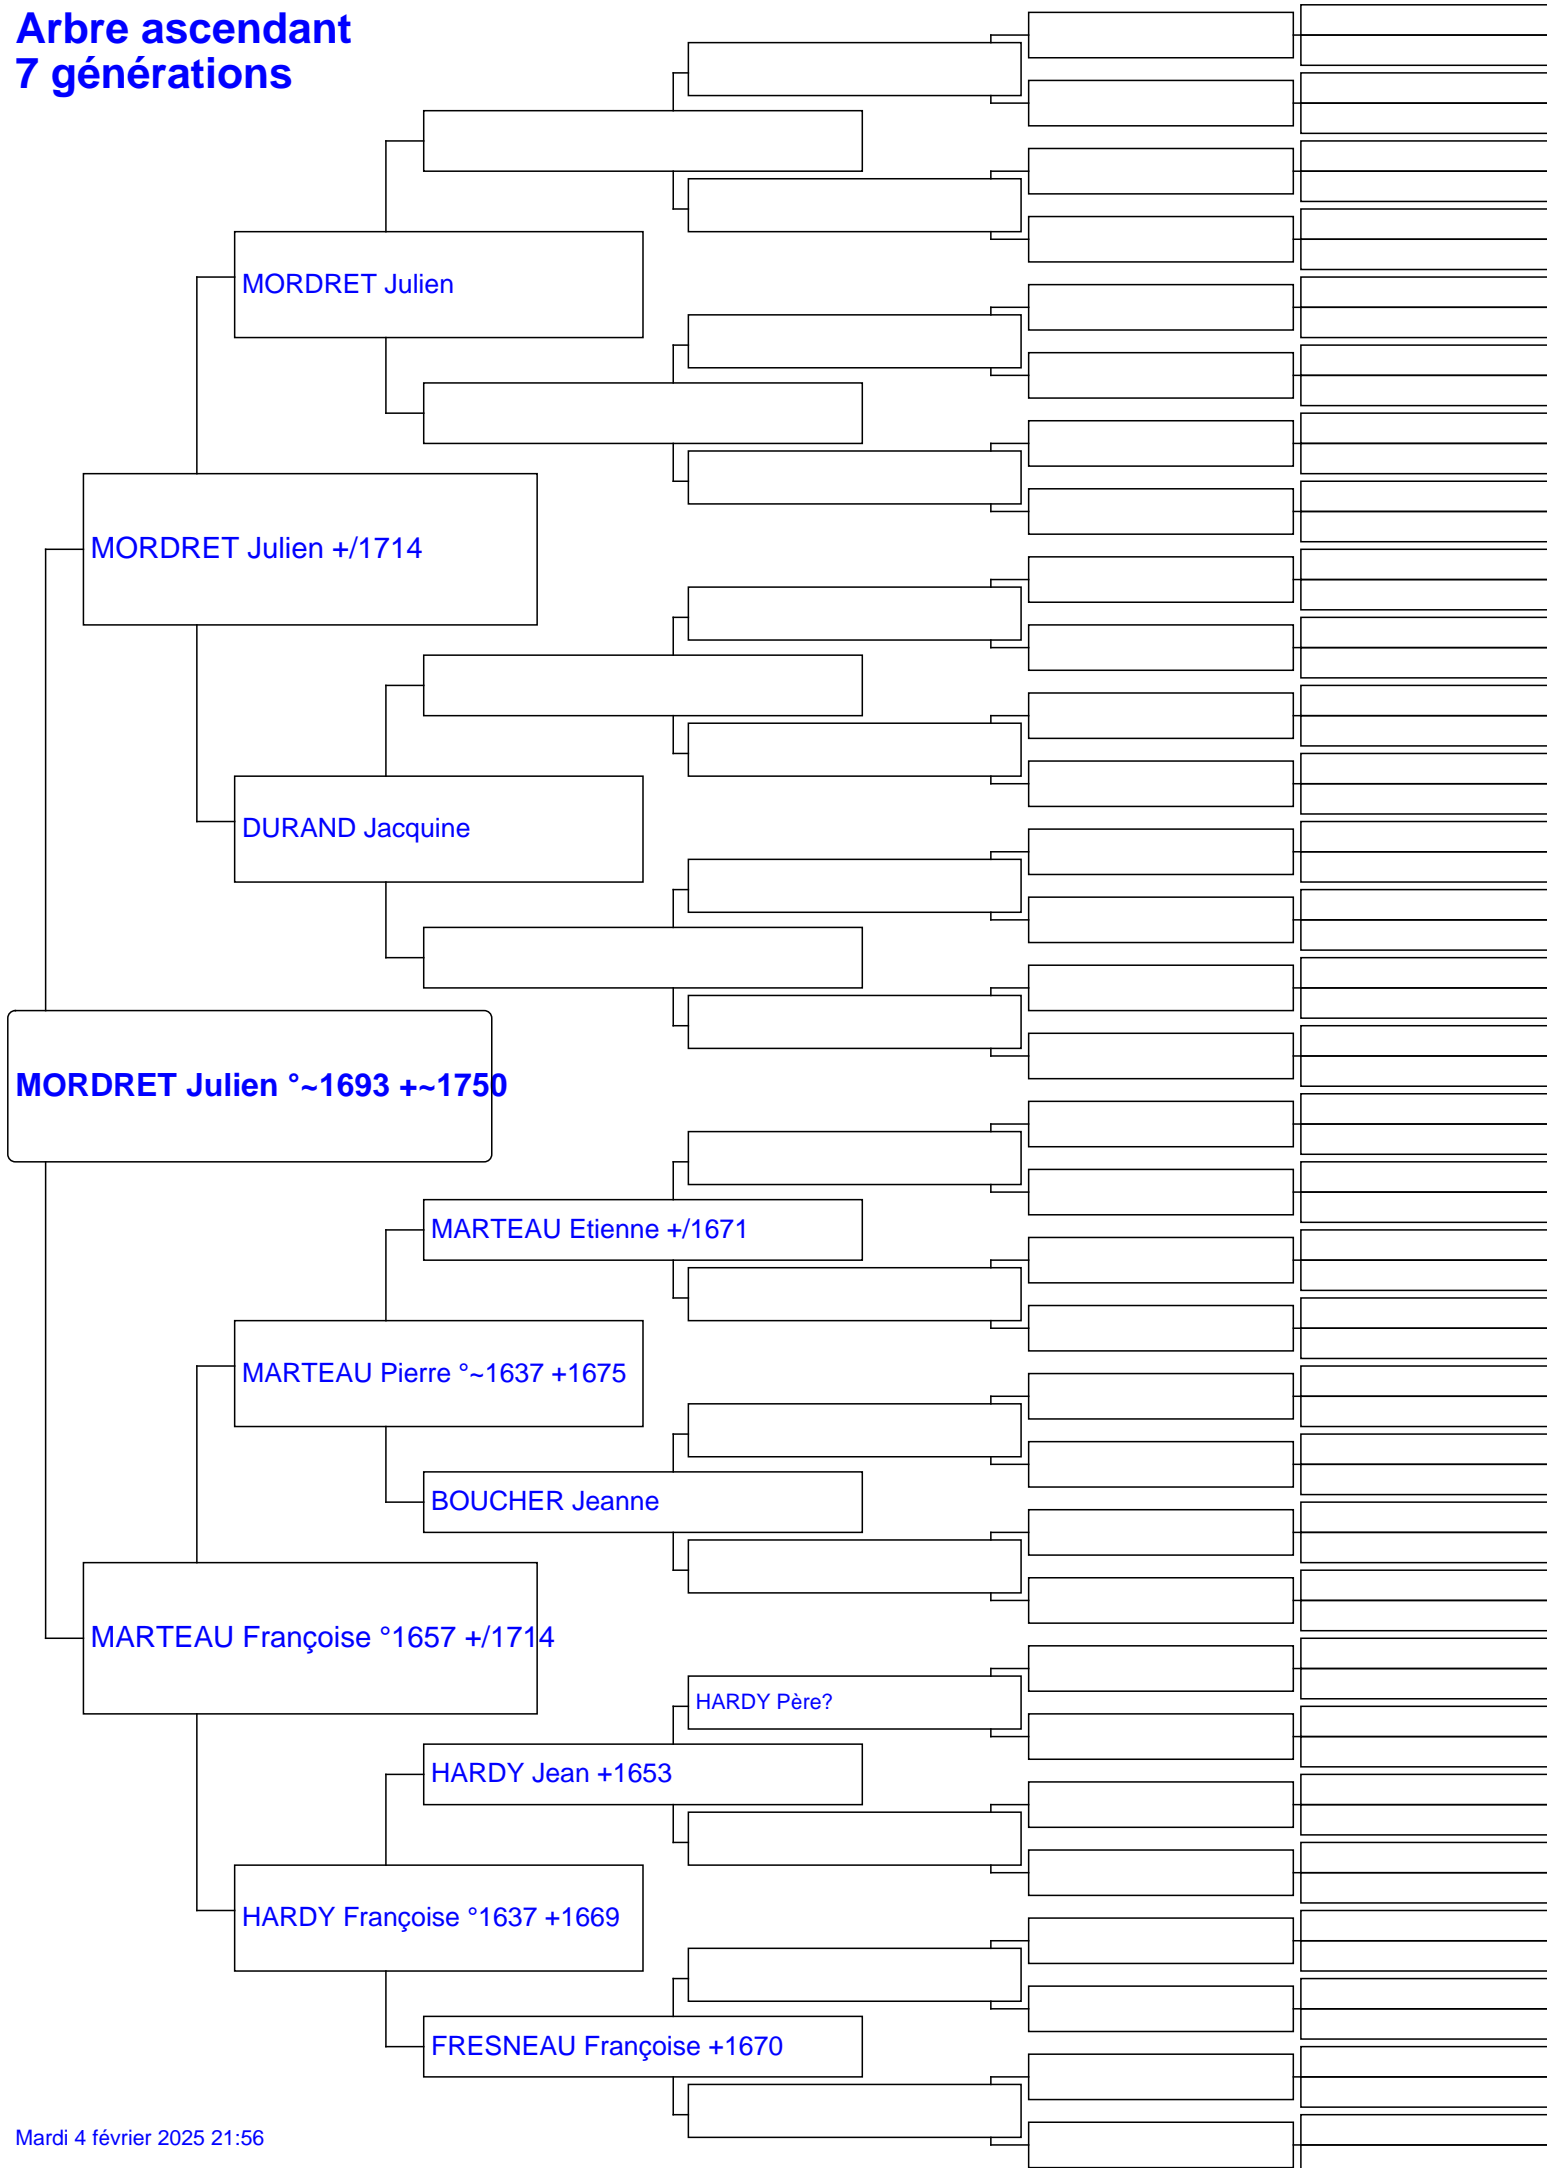 Arbre ascendant
7 générations
MORDRET Julien
MORDRET Julien +/1714
DURAND Jacquine
MORDRET Julien °~1693 +~1750
MARTEAU Etienne +/1671
MARTEAU Pierre °~1637 +1675
BOUCHER Jeanne
MARTEAU Françoise °1657 +/1714
HARDY Père?
HARDY Jean +1653
HARDY Françoise °1637 +1669
FRESNEAU Françoise +1670
Mardi 4 février 2025 21:56